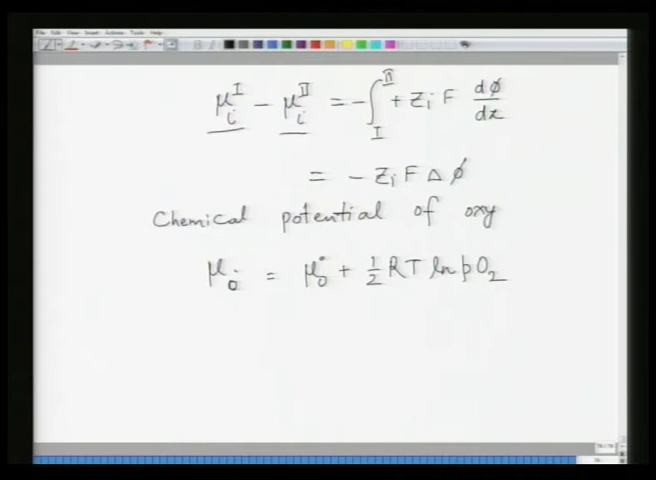 μ_i^I − μ_i^II = − ∫_I^II + z_i F dφ/dx
= − z_i F Δ φ
Chemical potential of oxy
μ_o = μ_o° + 1/2 RT ln pO₂